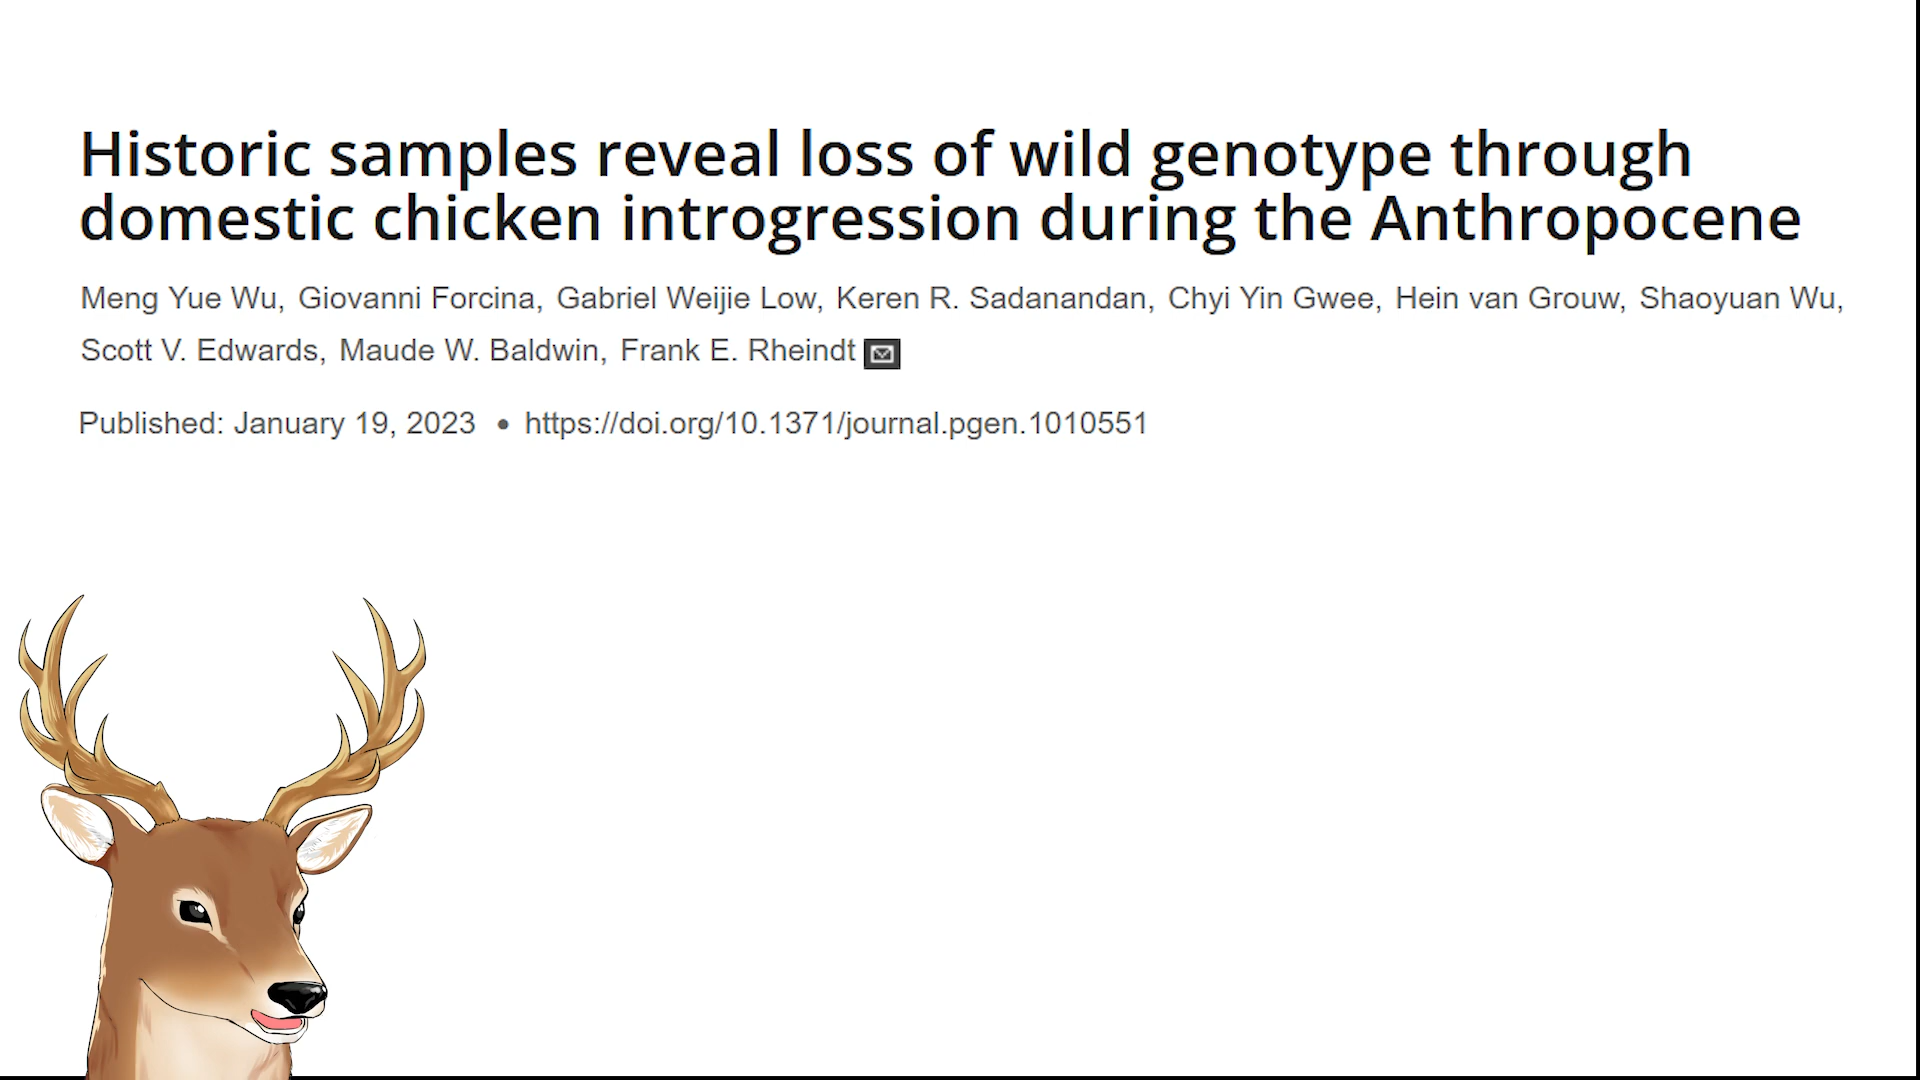 Historic samples reveal loss of wild genotype through
domestic chicken introgression during the Anthropocene
Meng Yue Wu, Giovanni Forcina, Gabriel Weijie Low, Keren R. Sadanandan, Chyi Yin Gwee, Hein van Grouw, Shaoyuan Wu,
Scott V. Edwards, Maude W. Baldwin, Frank E. Rheindt
Published: January 19, 2023 • https://doi.org/10.1371/journal.pgen.1010551